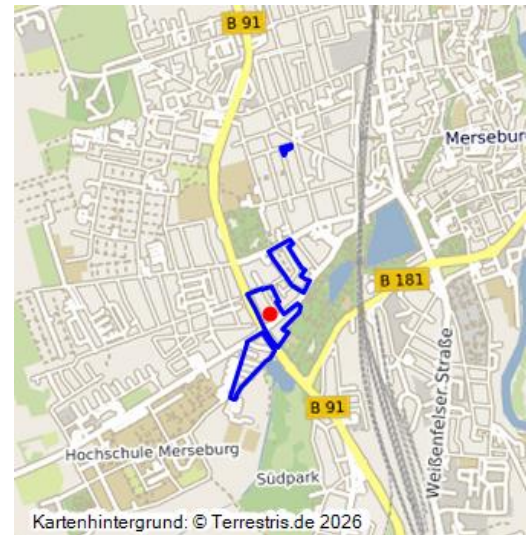 B 91
Merseburg
B 181
Weißenfelser Straße
B 91
Hochschule Merseburg
Südpark
Kartenhintergrund: © Terrestris.de 2026